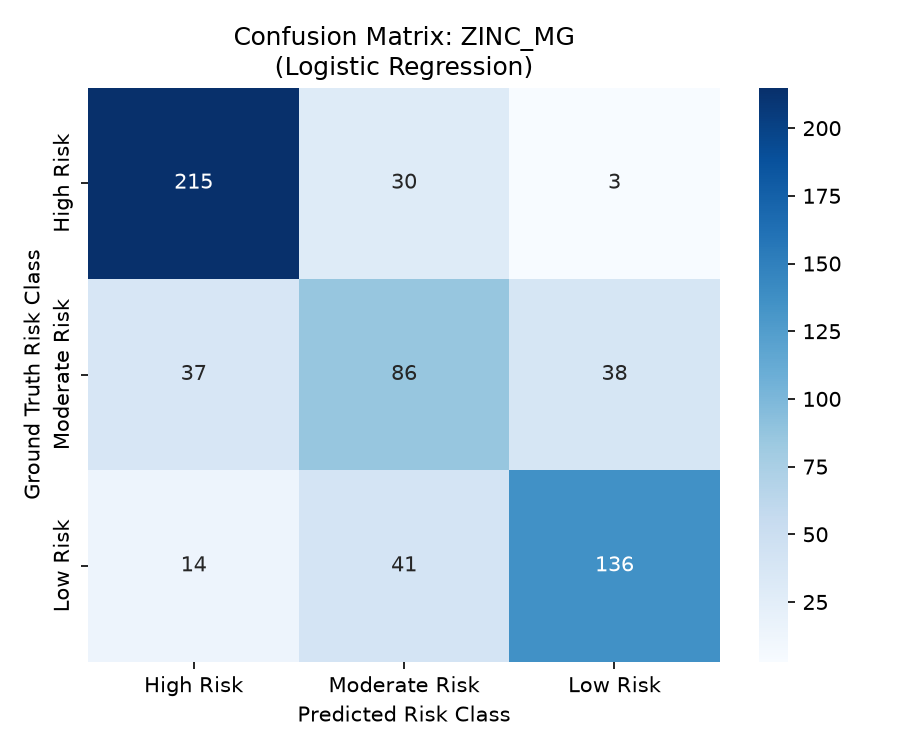 Confusion Matrix: ZINC_MG
(Logistic Regression)
Ground Truth Risk Class
High Risk
215 30 3
Moderate Risk
37 86 38
Low Risk
14 41 136
High Risk Moderate Risk Low Risk
Predicted Risk Class
200
175
150
125
100
75
50
25